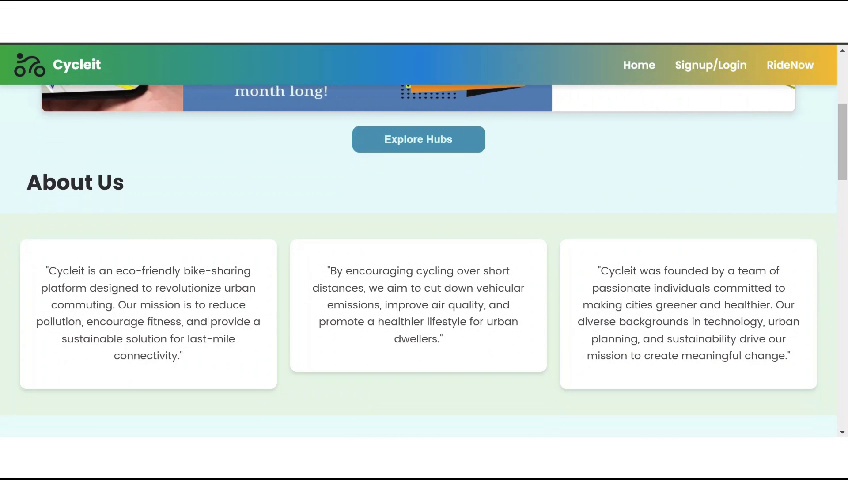 Cycleit
Home
Signup/Login
RideNow
month long!
Explore Hubs
About Us
"Cycleit is an eco-friendly bike-sharing
platform designed to revolutionize urban
commuting. Our mission is to reduce
pollution, encourage fitness, and provide a
sustainable solution for last-mile
connectivity."
"By encouraging cycling over short
distances, we aim to cut down vehicular
emissions, improve air quality, and
promote a healthier lifestyle for urban
dwellers."
"Cycleit was founded by a team of
passionate individuals committed to
making cities greener and healthier. Our
diverse backgrounds in technology, urban
planning, and sustainability drive our
mission to create meaningful change."